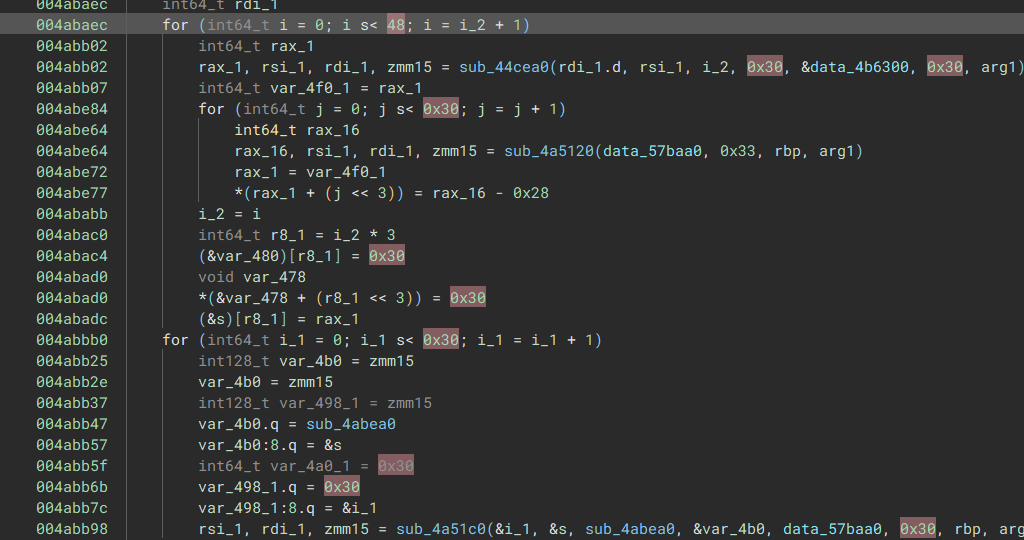 004abaec int64_t rdi_1
004abaec for (int64_t i = 0; i s< 48; i = i_2 + 1)
004abb02 int64_t rax_1
004abb02 rax_1, rsi_1, rdi_1, zmm15 = sub_44cea0(rdi_1.d, rsi_1, i_2, 0x30, &data_4b6300, 0x30, arg1)
004abb07 int64_t var_4f0_1 = rax_1
004abe84 for (int64_t j = 0; j s< 0x30; j = j + 1)
004abe64 int64_t rax_16
004abe64 rax_16, rsi_1, rdi_1, zmm15 = sub_4a5120(data_57baa0, 0x33, rbp, arg1)
004abe72 rax_1 = var_4f0_1
004abe77 *(rax_1 + (j << 3)) = rax_16 - 0x28
004ababb i_2 = i
004abac0 int64_t r8_1 = i_2 * 3
004abac4 (&var_480)[r8_1] = 0x30
004abad0 void var_478
004abad0 *(&var_478 + (r8_1 << 3)) = 0x30
004abadc (&s)[r8_1] = rax_1
004abbb0 for (int64_t i_1 = 0; i_1 s< 0x30; i_1 = i_1 + 1)
004abb25 int128_t var_4b0 = zmm15
004abb2e var_4b0 = zmm15
004abb37 int128_t var_498_1 = zmm15
004abb47 var_4b0.q = sub_4abea0
004abb57 var_4b0:8.q = &s
004abb5f int64_t var_4a0_1 = 0x30
004abb6b var_498_1.q = 0x30
004abb7c var_498_1:8.q = &i_1
004abb98 rsi_1, rdi_1, zmm15 = sub_4a51c0(&i_1, &s, sub_4abea0, &var_4b0, data_57baa0, 0x30, rbp, arg